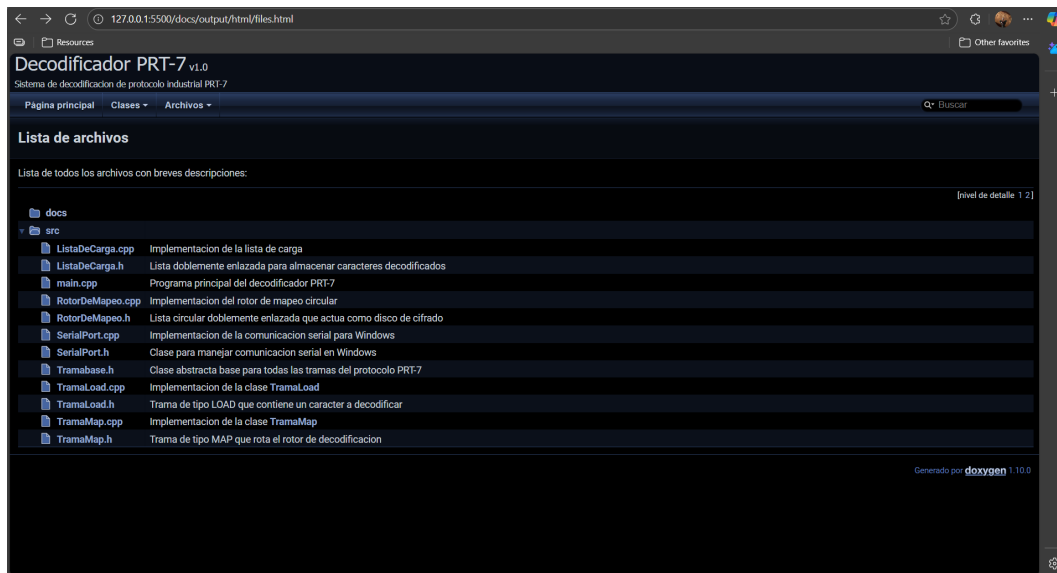 127.0.0.1:5500/docs/output/html/files.html
Resources
Other favorites
Decodificador PRT-7 v1.0
Sistema de decodificacion de protocolo industrial PRT-7
Página principal Clases Archivos Buscar
Lista de archivos
Lista de todos los archivos con breves descripciones:
[nivel de detalle 1 2]
docs
src
ListaDeCarga.cpp Implementacion de la lista de carga
ListaDeCarga.h Lista doblemente enlazada para almacenar caracteres decodificados
main.cpp Programa principal del decodificador PRT-7
RotorDeMapeo.cpp Implementacion del rotor de mapeo circular
RotorDeMapeo.h Lista circular doblemente enlazada que actua como disco de cifrado
SerialPort.cpp Implementacion de la comunicacion serial para Windows
SerialPort.h Clase para manejar comunicacion serial en Windows
Tramabase.h Clase abstracta base para todas las tramas del protocolo PRT-7
TramaLoad.cpp Implementacion de la clase TramaLoad
TramaLoad.h Trama de tipo LOAD que contiene un caracter a decodificar
TramaMap.cpp Implementacion de la clase TramaMap
TramaMap.h Trama de tipo MAP que rota el rotor de decodificacion
Generado por doxygen 1.10.0